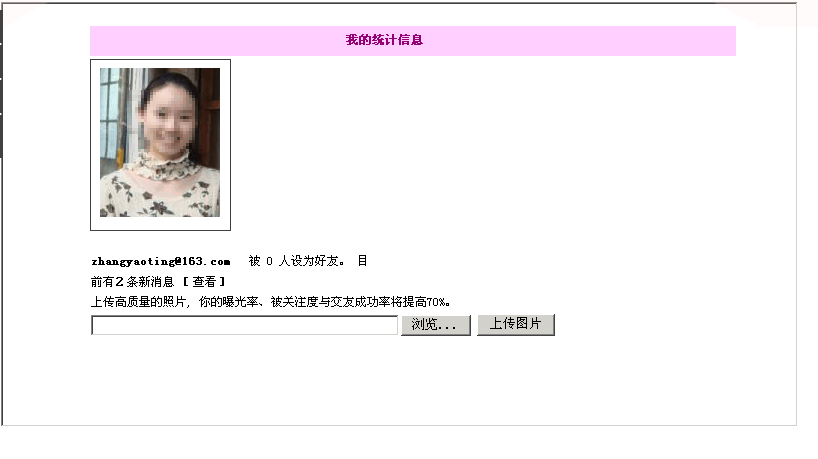 我的统计信息
zhangyaoting@163.com 被 0 人设为好友。 目
前有2条新消息 [ 查看 ]
上传高质量的照片, 你的曝光率、被关注度与交友成功率将提高70%。
浏览... 上传图片